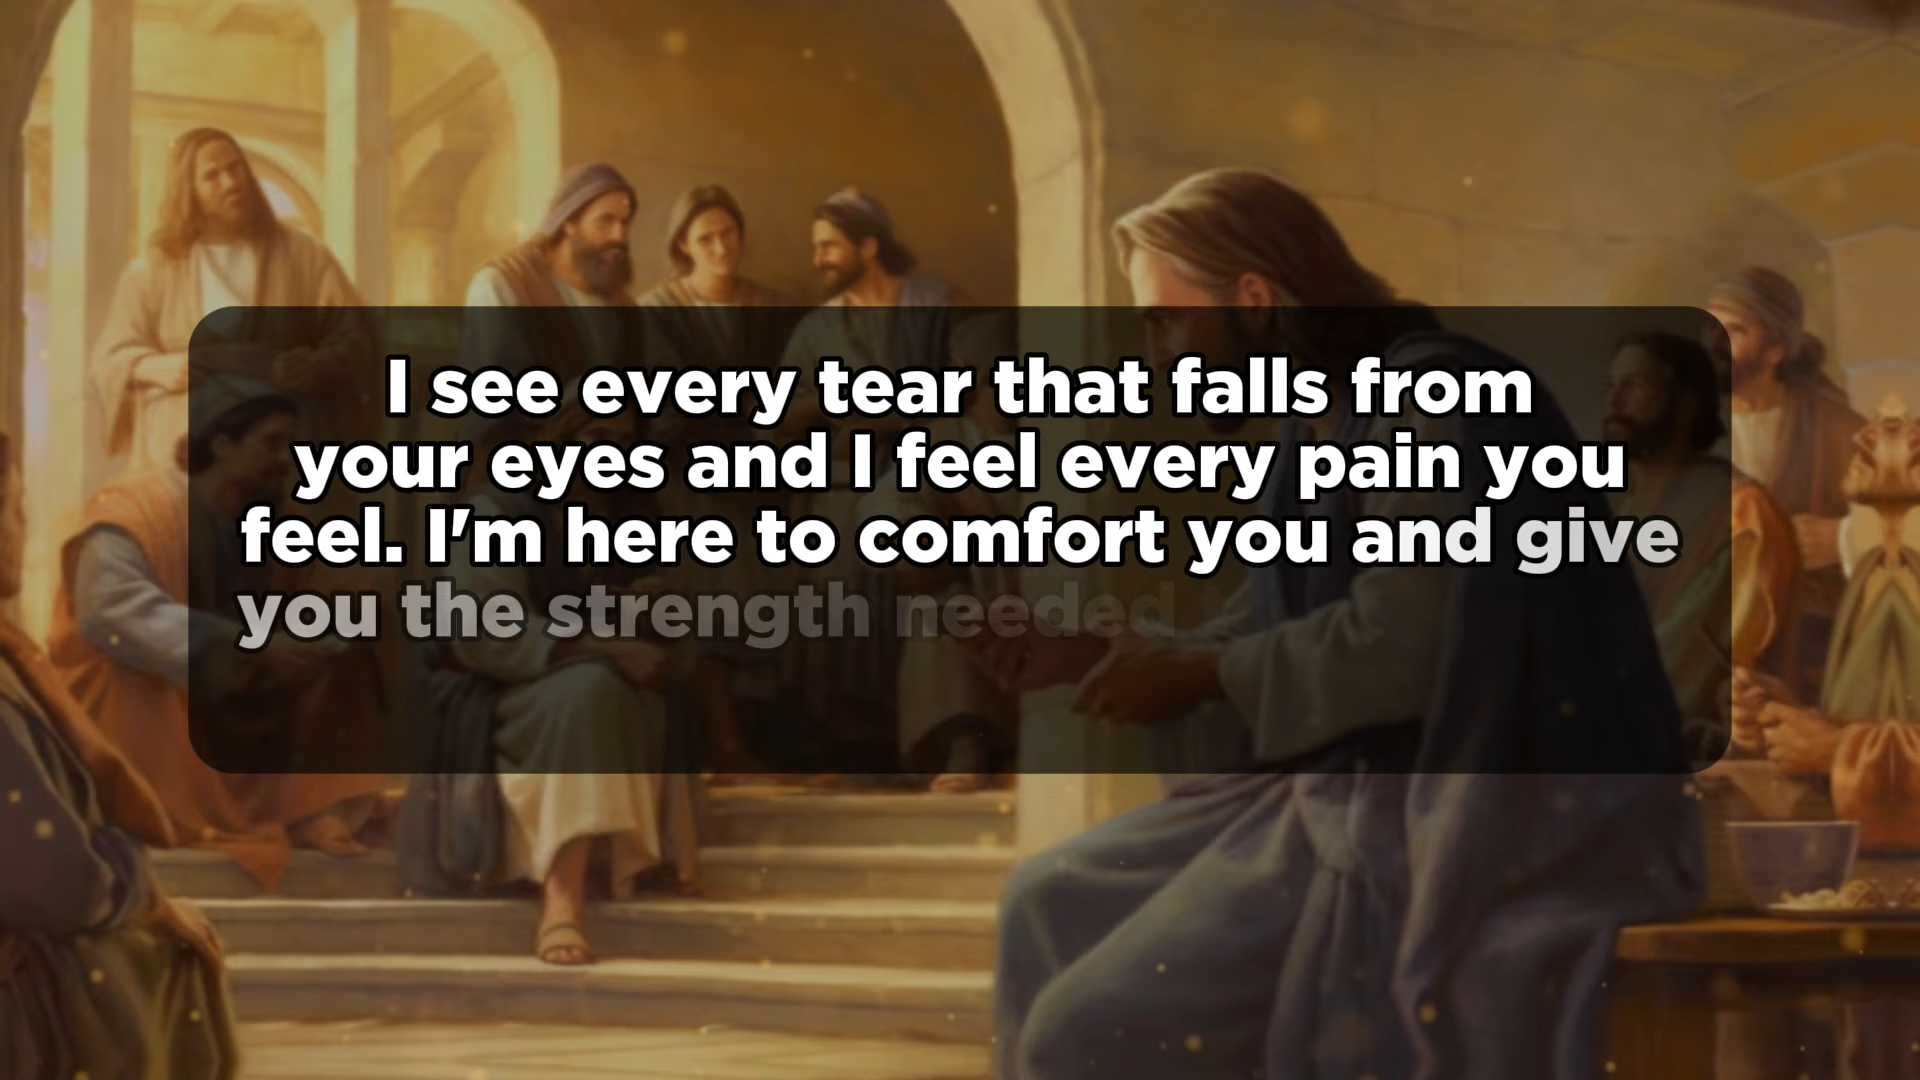 I see every tear that falls from
your eyes and I feel every pain you
feel. I'm here to comfort you and give
you the strength needed